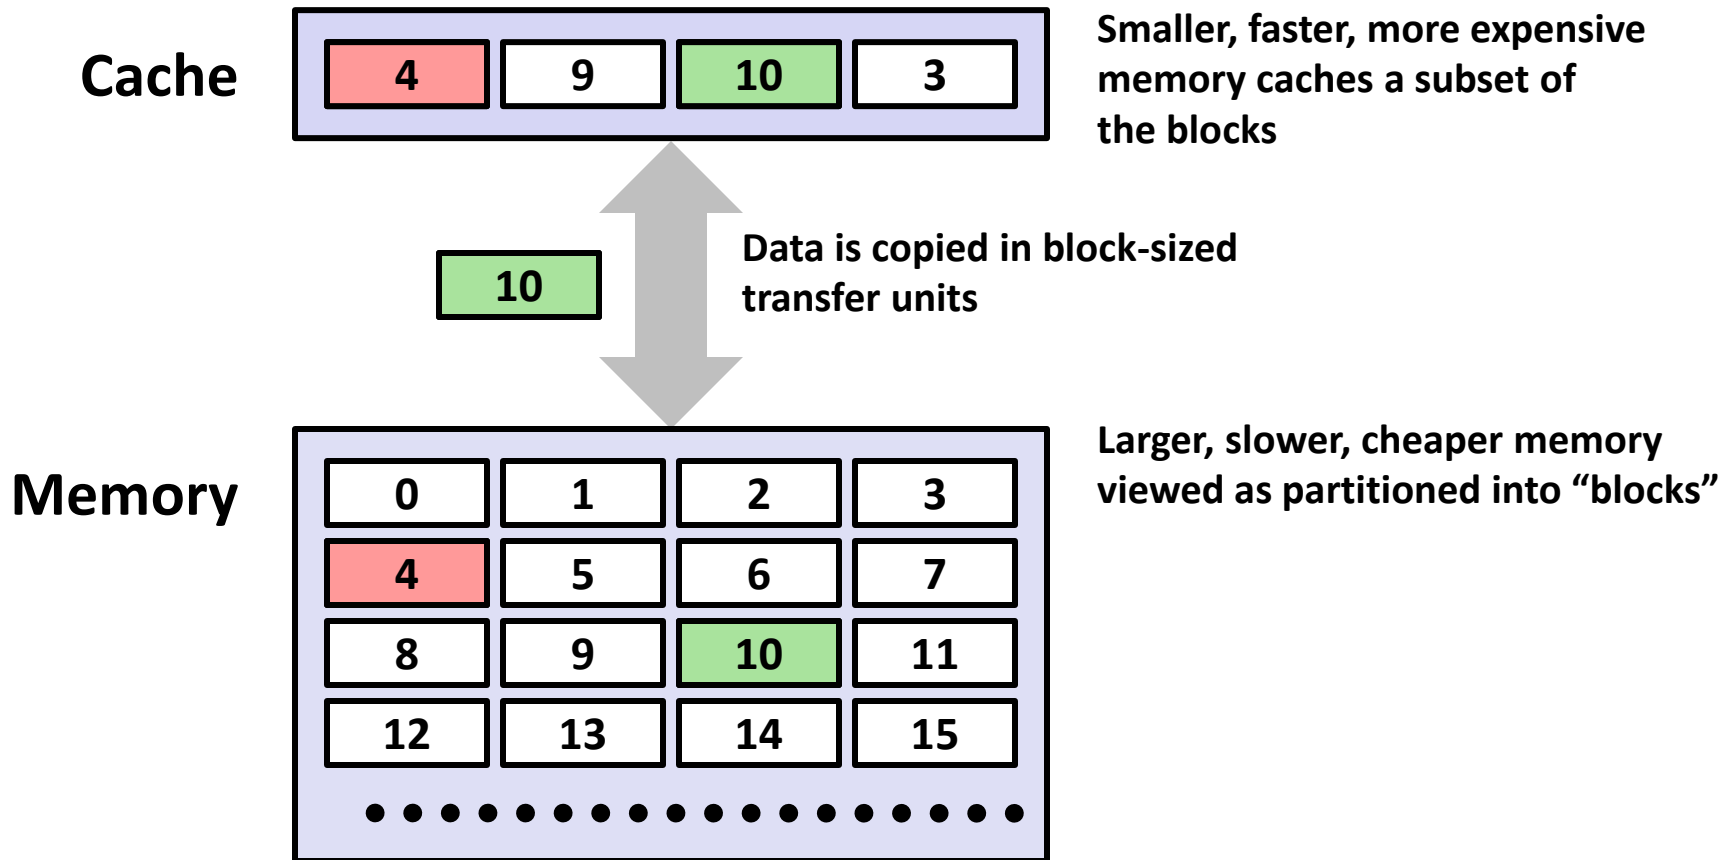 Cache
4 9 10 3
Smaller, faster, more expensive
memory caches a subset of
the blocks
10
Data is copied in block-sized
transfer units
Memory
0 1 2 3
4 5 6 7
8 9 10 11
12 13 14 15
Larger, slower, cheaper memory
viewed as partitioned into “blocks”